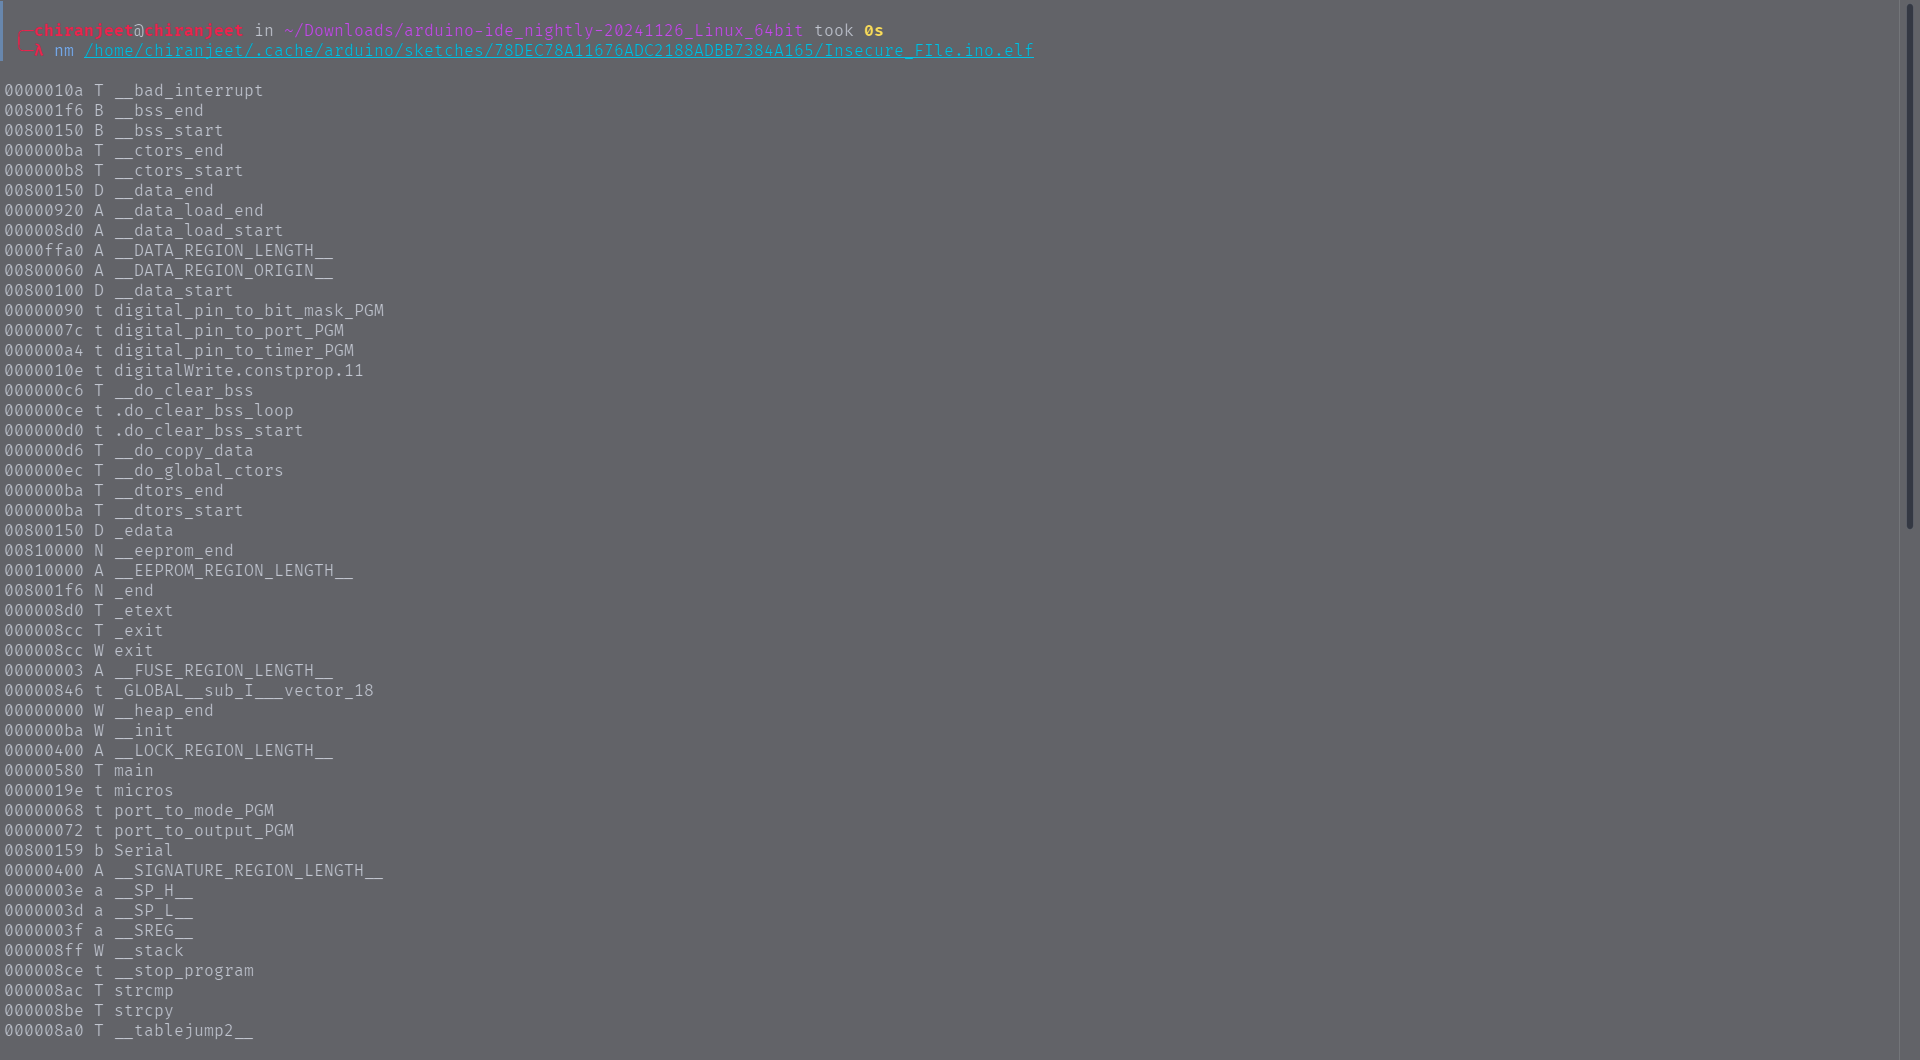 ╭─chiranjeet@chiranjeet in ~/Downloads/arduino-ide_nightly-20241126_Linux_64bit took 0s
╰─λ nm /home/chiranjeet/.cache/arduino/sketches/78DEC78A11676ADC2188ADBB7384A165/Insecure_FIle.ino.elf
0000010a T __bad_interrupt
008001f6 B __bss_end
00800150 B __bss_start
000000ba T __ctors_end
000000b8 T __ctors_start
00800150 D __data_end
00000920 A __data_load_end
000008d0 A __data_load_start
0000ffa0 A __DATA_REGION_LENGTH__
00800060 A __DATA_REGION_ORIGIN__
00800100 D __data_start
00000090 t digital_pin_to_bit_mask_PGM
0000007c t digital_pin_to_port_PGM
000000a4 t digital_pin_to_timer_PGM
0000010e t digitalWrite.constprop.11
000000c6 T __do_clear_bss
000000ce t .do_clear_bss_loop
000000d0 t .do_clear_bss_start
000000d6 T __do_copy_data
000000ec T __do_global_ctors
000000ba T __dtors_end
000000ba T __dtors_start
00800150 D _edata
00810000 N __eeprom_end
00010000 A __EEPROM_REGION_LENGTH__
008001f6 N _end
000008d0 T _etext
000008cc T _exit
000008cc W exit
00000003 A __FUSE_REGION_LENGTH__
00000846 t _GLOBAL__sub_I___vector_18
00000000 W __heap_end
000000ba W __init
00000400 A __LOCK_REGION_LENGTH__
00000580 T main
0000019e t micros
00000068 t port_to_mode_PGM
00000072 t port_to_output_PGM
00800159 b Serial
00000400 A __SIGNATURE_REGION_LENGTH__
0000003e a __SP_H__
0000003d a __SP_L__
0000003f a __SREG__
000008ff W __stack
000008ce t __stop_program
000008ac T strcmp
000008be T strcpy
000008a0 T __tablejump2__